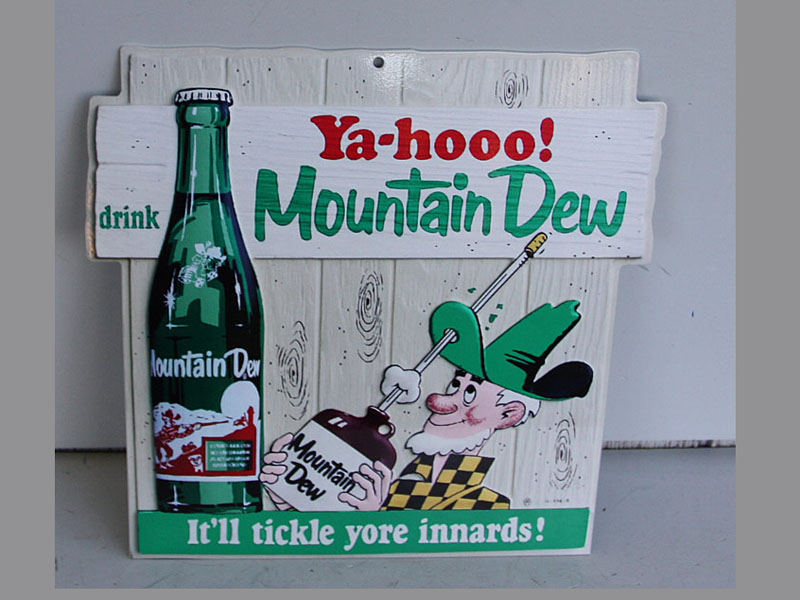 Ya-hooo!
drink Mountain Dew
Mountain Dew
Mountain
Dew
It'll tickle yore innards!